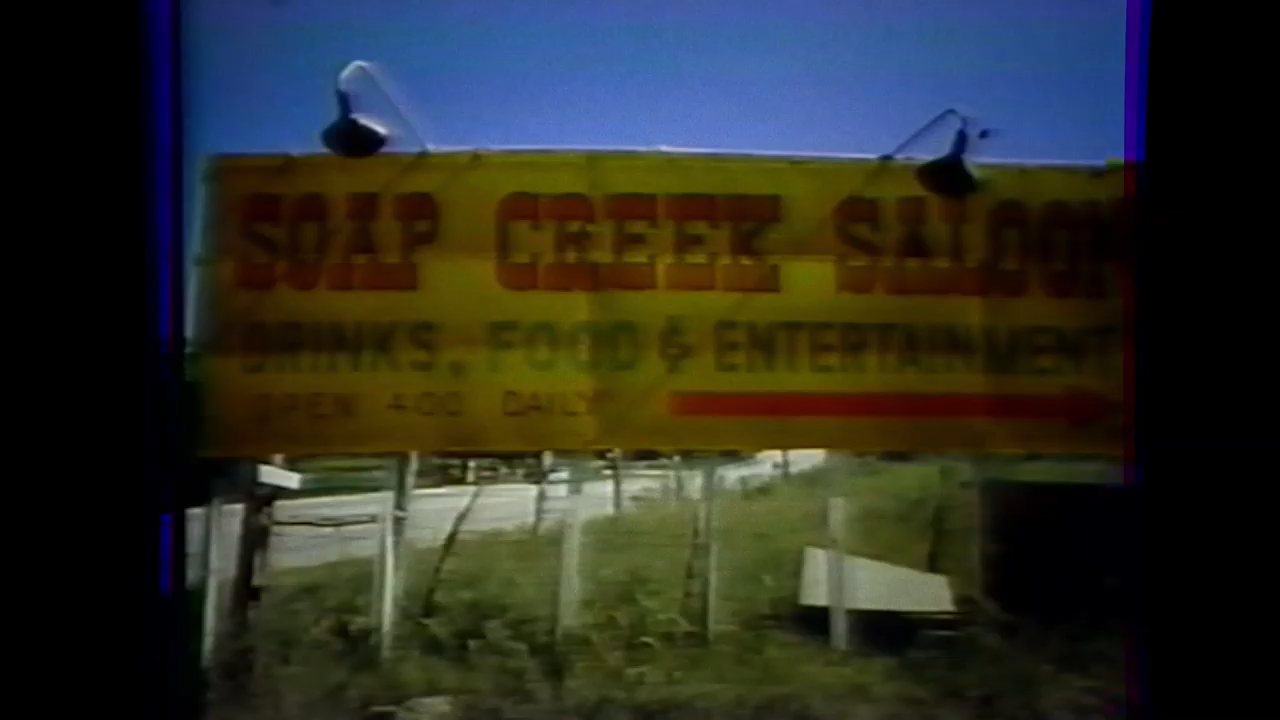 SOAP CREEK SALOON
DRINKS, FOOD & ENTERTAINMENT
OPEN 4:00 DAILY